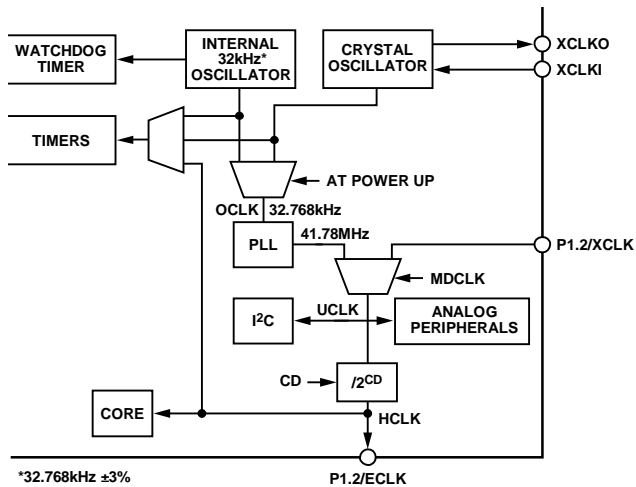 WATCHDOG
TIMER
INTERNAL
32kHz*
OSCILLATOR
CRYSTAL
OSCILLATOR
XCLKO
XCLKI
TIMERS
AT POWER UP
OCLK 32.768kHz
PLL
41.78MHz
P1.2/XCLK
MDCLK
I²C
UCLK
ANALOG
PERIPHERALS
CD
/2ᶜᴰ
CORE
HCLK
*32.768kHz ±3%
P1.2/ECLK